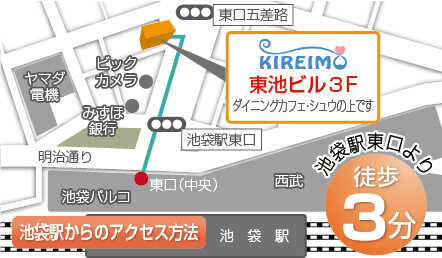 東口五差路
KIREIMO
東池ビル3F
ダイニングカフェ・シュウの上です
ビック
カメラ
ヤマダ
電機
みずほ
銀行
池袋駅東口
明治通り
池袋駅東口より
徒歩
3分
東口(中央)
西武
池袋パルコ
池袋駅からのアクセス方法
池袋駅